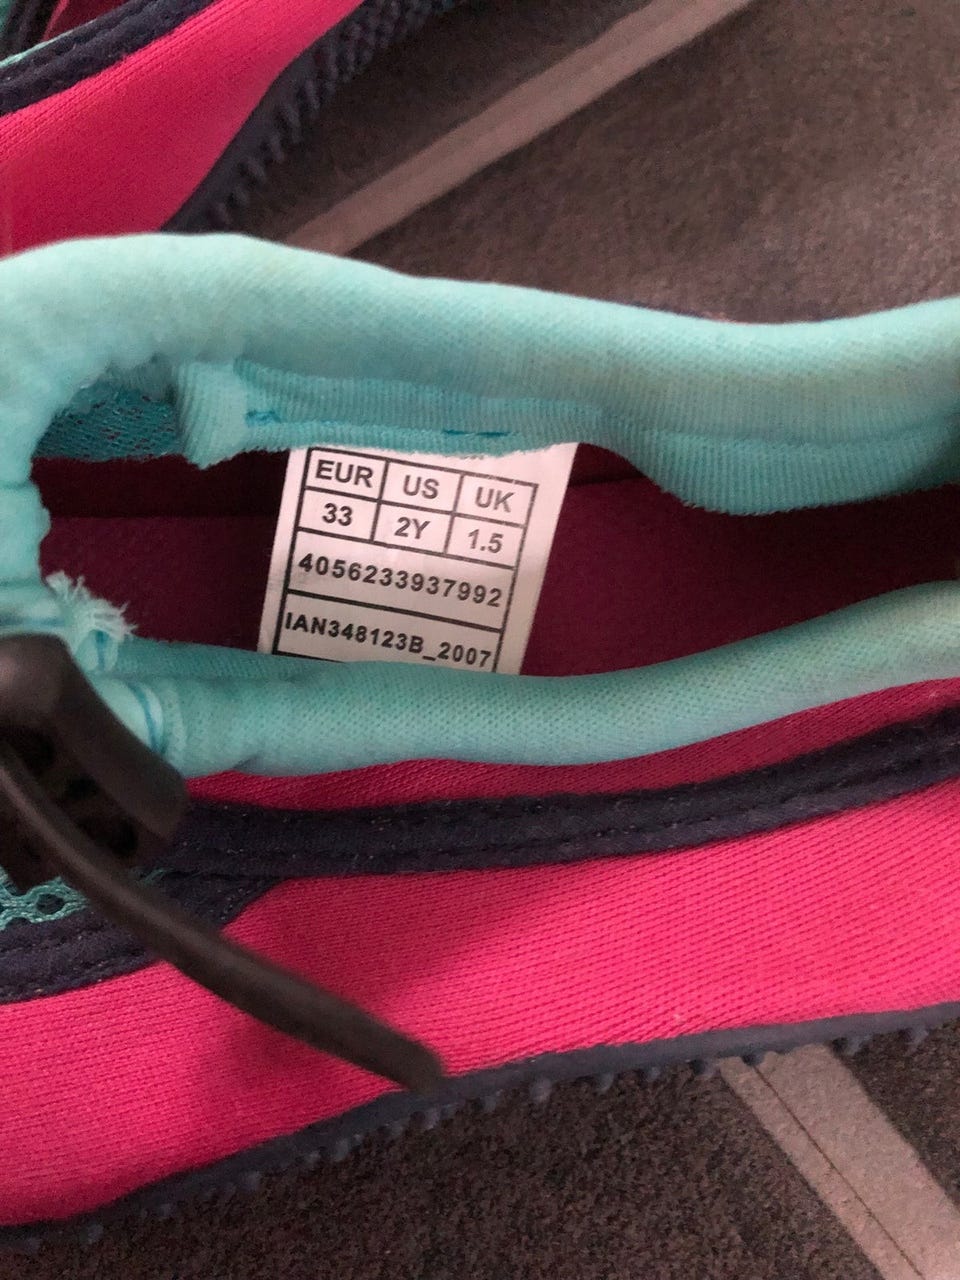 EUR US UK
33 2Y 1.5
4056233937992
IAN348123B_2007